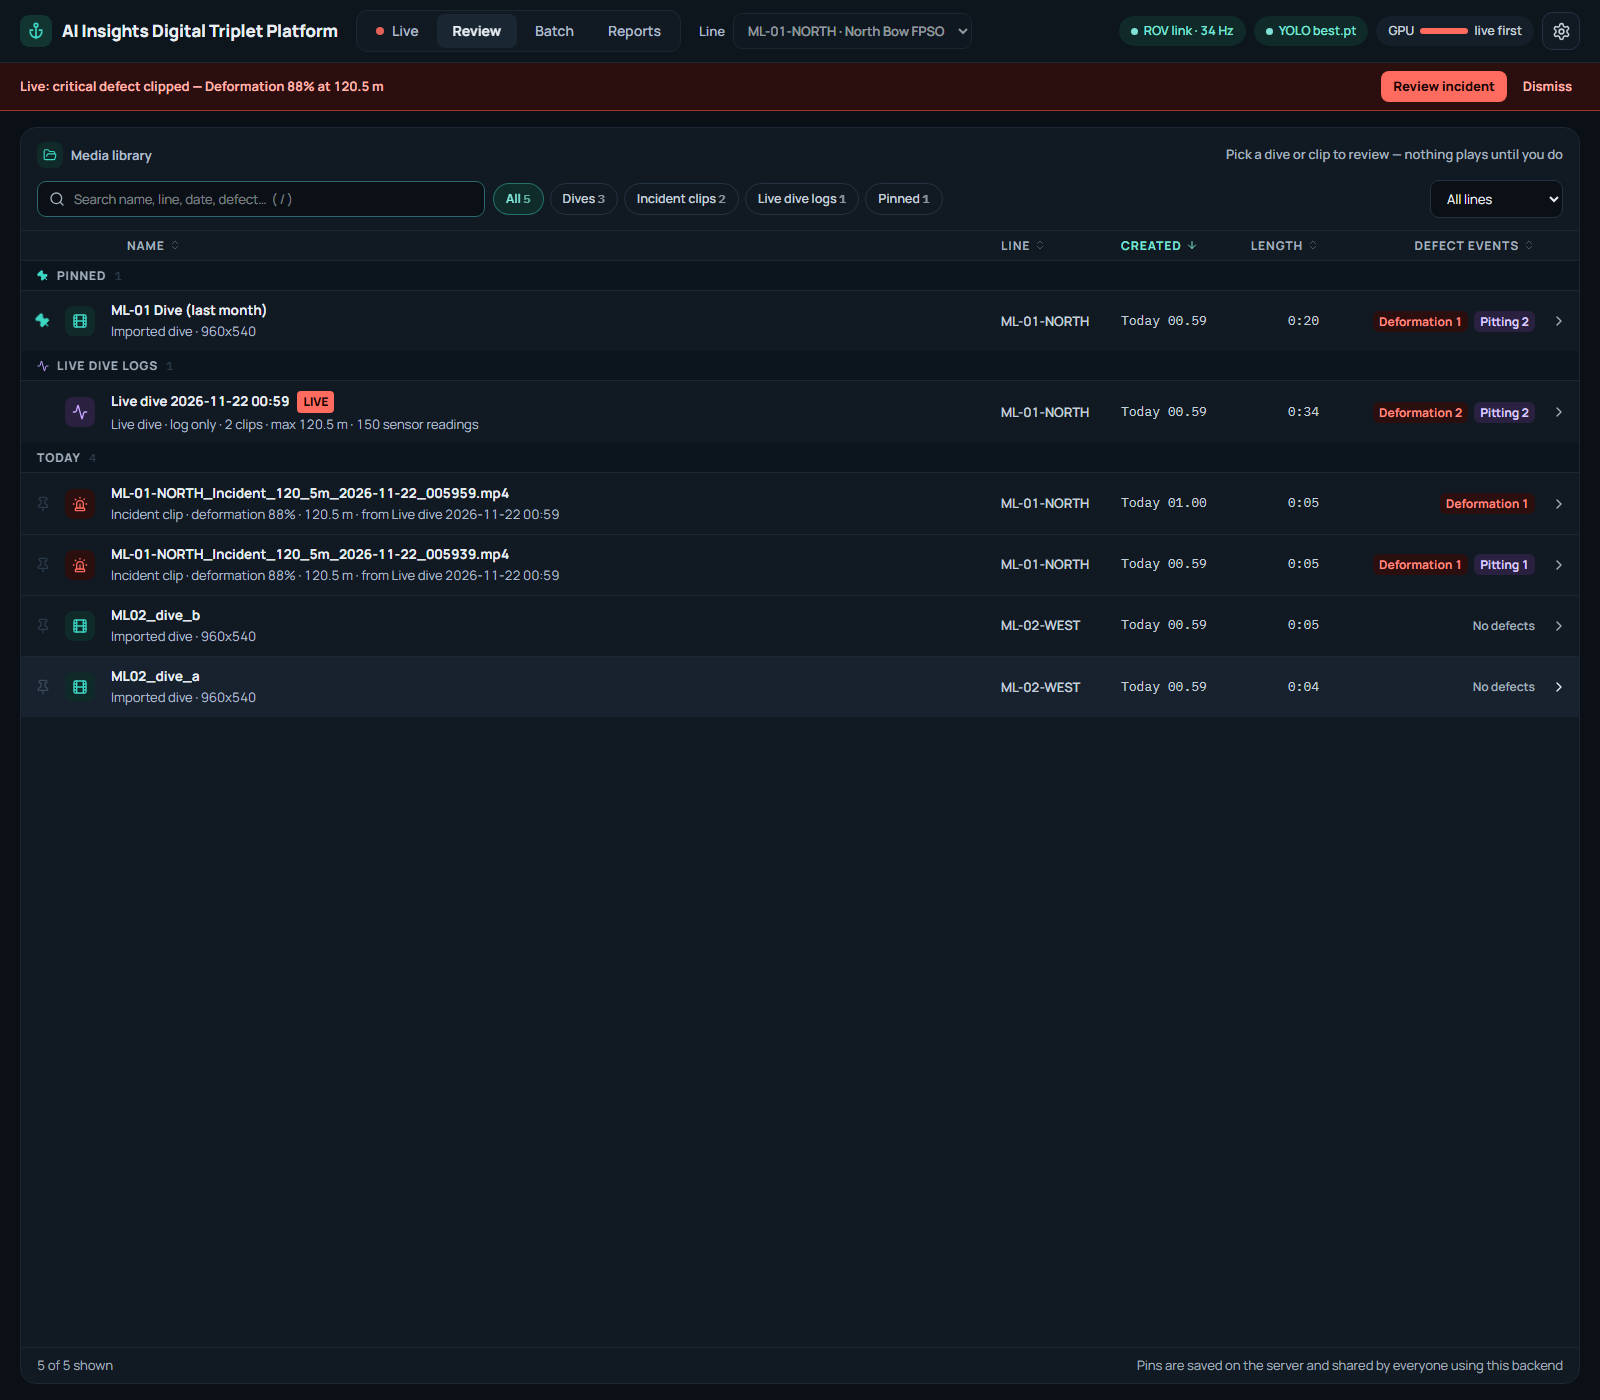 AI Insights Digital Triplet Platform
Live
Review
Batch
Reports
Line
ML-01-NORTH · North Bow FPSO
ROV link · 34 Hz
YOLO best.pt
GPU
live first
Live: critical defect clipped — Deformation 88% at 120.5 m
Review incident
Dismiss
Media library
Pick a dive or clip to review — nothing plays until you do
Search name, line, date, defect... ( / )
All 5
Dives 3
Incident clips 2
Live dive logs 1
Pinned 1
All lines
NAME
LINE
CREATED
LENGTH
DEFECT EVENTS
PINNED 1
ML-01 Dive (last month)
Imported dive · 960x540
ML-01-NORTH
Today 00.59
0:20
Deformation 1
Pitting 2
LIVE DIVE LOGS 1
Live dive 2026-11-22 00:59 LIVE
Live dive · log only · 2 clips · max 120.5 m · 150 sensor readings
ML-01-NORTH
Today 00.59
0:34
Deformation 2
Pitting 2
TODAY 4
ML-01-NORTH_Incident_120_5m_2026-11-22_005959.mp4
Incident clip · deformation 88% · 120.5 m · from Live dive 2026-11-22 00:59
ML-01-NORTH
Today 01.00
0:05
Deformation 1
ML-01-NORTH_Incident_120_5m_2026-11-22_005939.mp4
Incident clip · deformation 88% · 120.5 m · from Live dive 2026-11-22 00:59
ML-01-NORTH
Today 00.59
0:05
Deformation 1
Pitting 1
ML02_dive_b
Imported dive · 960x540
ML-02-WEST
Today 00.59
0:05
No defects
ML02_dive_a
Imported dive · 960x540
ML-02-WEST
Today 00.59
0:04
No defects
5 of 5 shown
Pins are saved on the server and shared by everyone using this backend